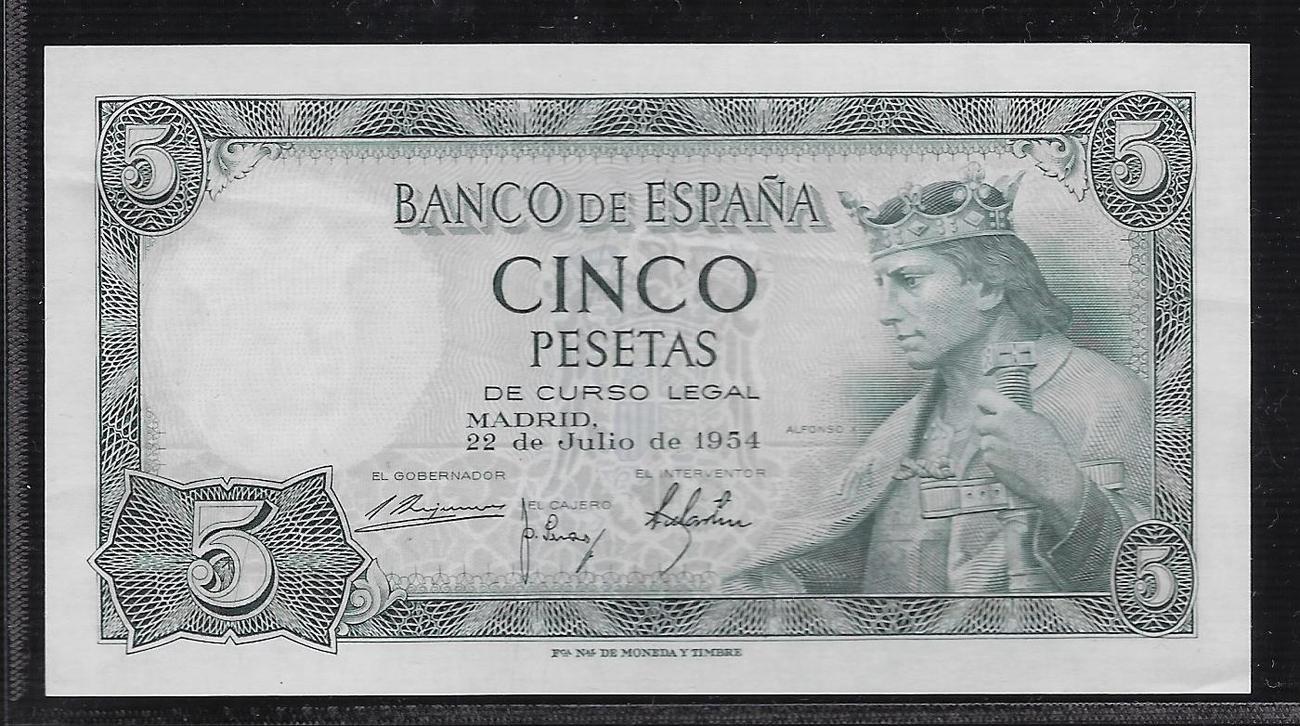 5
5
BANCO DE ESPAÑA
CINCO
PESETAS
DE CURSO LEGAL
MADRID,
22 de Julio de 1954
ALFONSO X
EL GOBERNADOR
EL INTERVENTOR
EL CAJERO
5
5
Fca. Nal. DE MONEDA Y TIMBRE